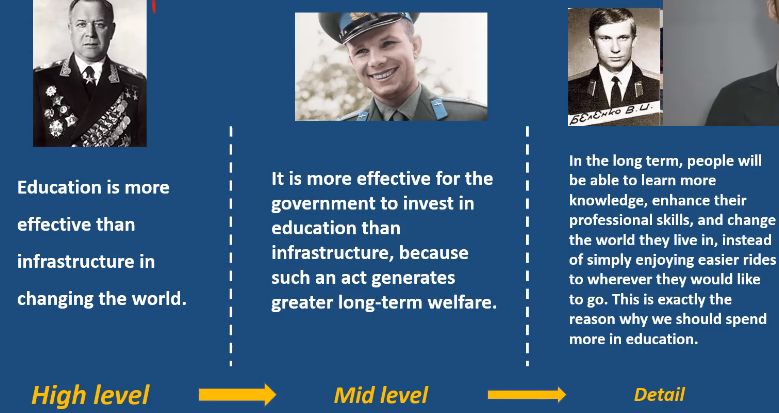 БЕЛЕНКО В.И.
Education is more
effective than
infrastructure in
changing the world.
It is more effective for the
government to invest in
education than
infrastructure, because
such an act generates
greater long-term welfare.
In the long term, people will
be able to learn more
knowledge, enhance their
professional skills, and change
the world they live in, instead
of simply enjoying easier rides
to wherever they would like
to go. This is exactly the
reason why we should spend
more in education.
High level
Mid level
Detail